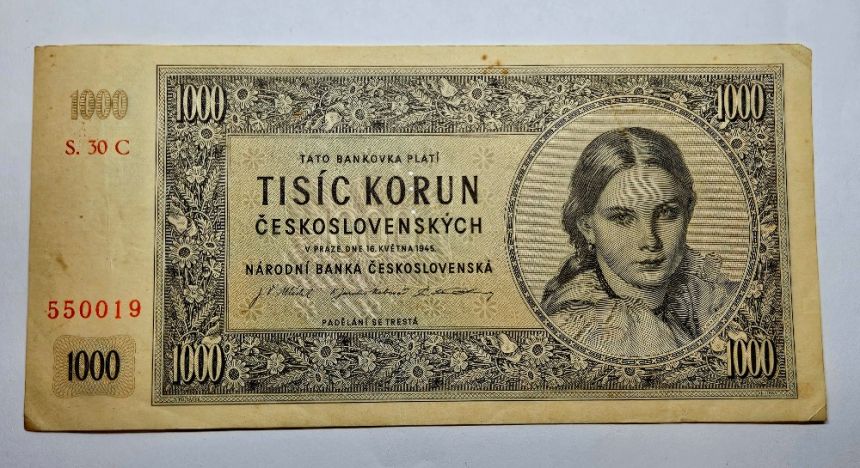 1000
S. 30 C
550019
1000
1000
1000
TATO BANKOVKA PLATÍ
TISÍC KORUN
ČESKOSLOVENSKÝCH
V PRAZE, DNE 16. KVĚTNA 1945.
NÁRODNÍ BANKA ČESKOSLOVENSKÁ
PADĚLÁNÍ SE TRESTÁ
1000
1000